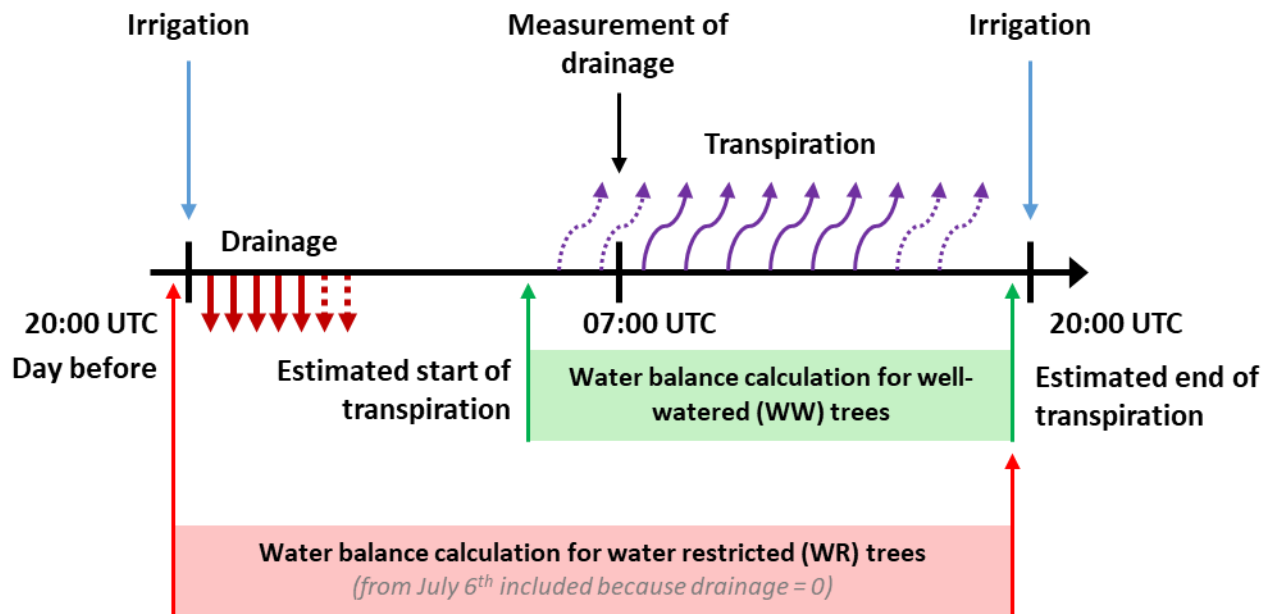 Irrigation
Measurement of
drainage
Irrigation
Transpiration
Drainage
20:00 UTC
Day before
07:00 UTC
20:00 UTC
Estimated start of
transpiration
Water balance calculation for well-
watered (WW) trees
Estimated end of
transpiration
Water balance calculation for water restricted (WR) trees
(from July 6th included because drainage = 0)